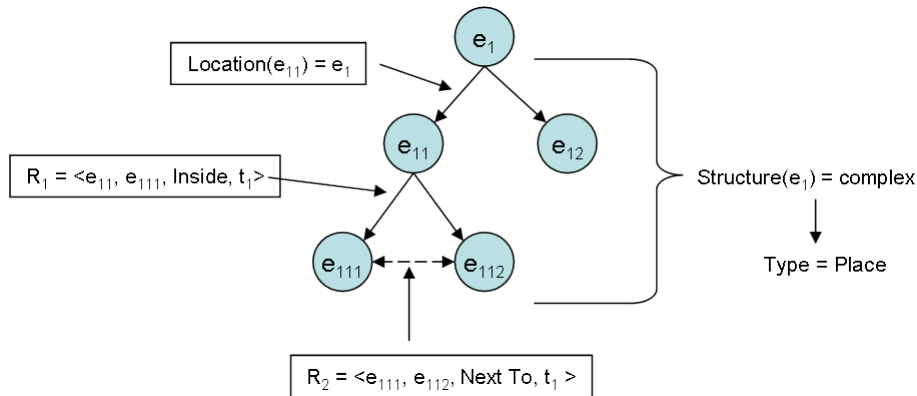 e₁
Location(e₁₁) = e₁
e₁₁
e₁₂
R₁ = <e₁₁, e₁₁₁, Inside, t₁>
Structure(e₁) = complex
e₁₁₁
e₁₁₂
Type = Place
R₂ = <e₁₁₁, e₁₁₂, Next To, t₁ >